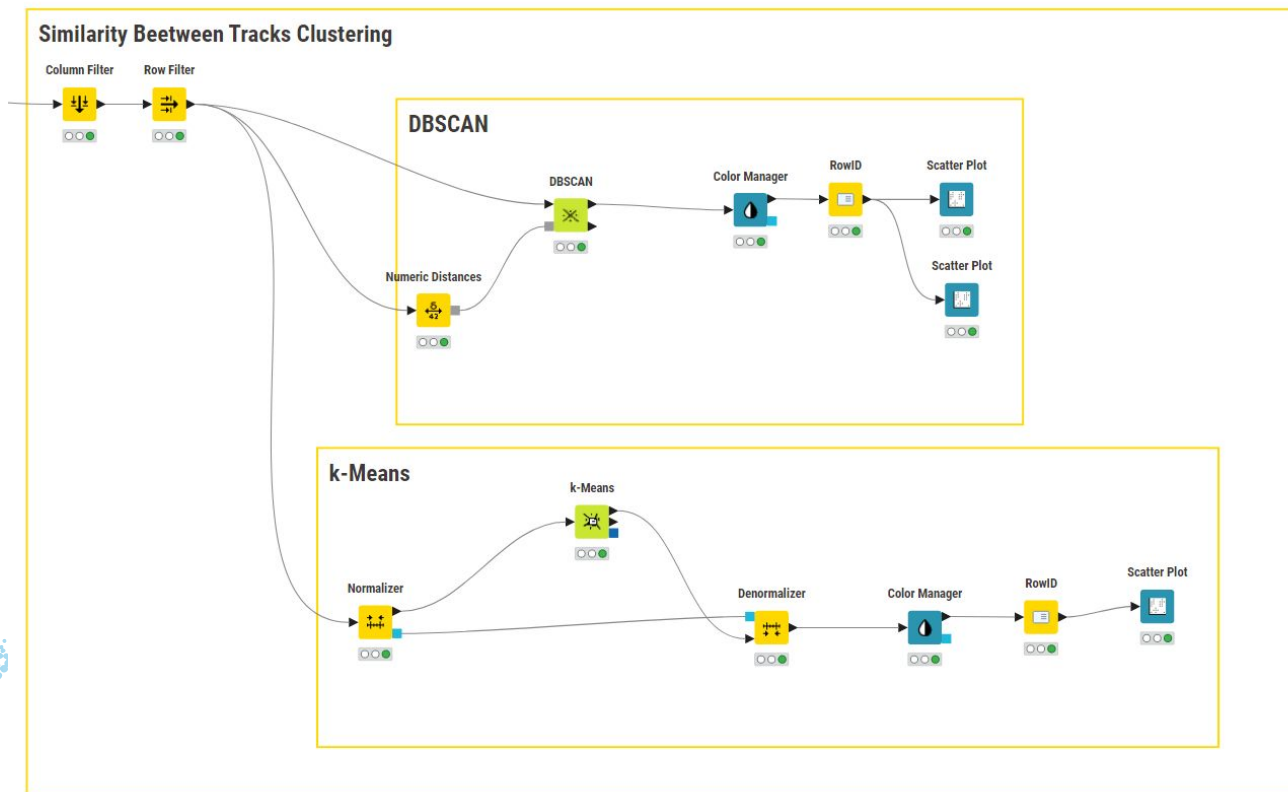 Similarity Beetween Tracks Clustering
Column Filter
Row Filter
DBSCAN
DBSCAN
Color Manager
RowID
Scatter Plot
Scatter Plot
Numeric Distances
k-Means
k-Means
Normalizer
Denormalizer
Color Manager
RowID
Scatter Plot